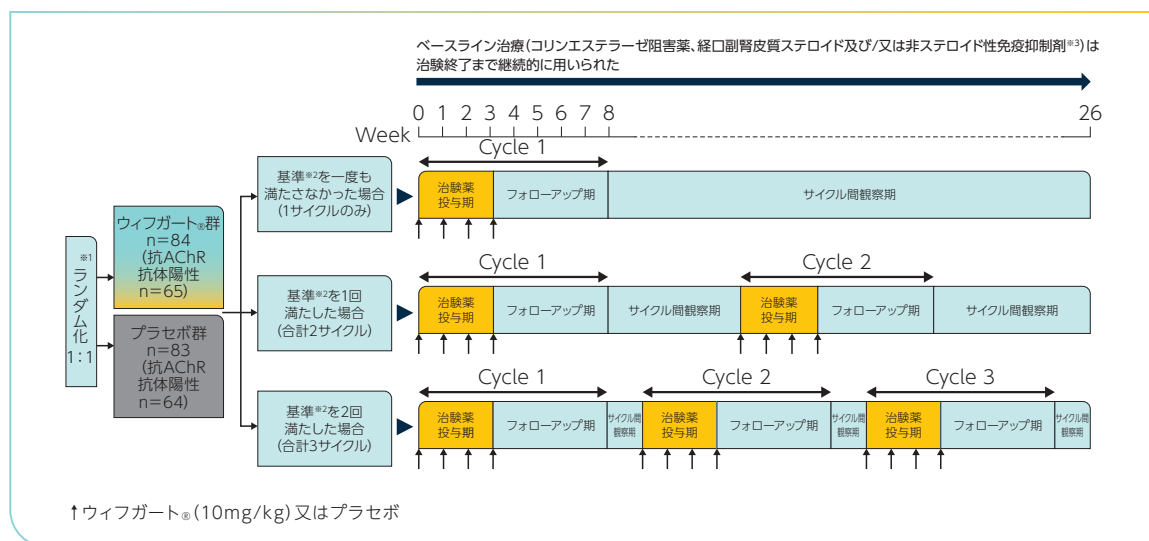 ベースライン治療(コリンエステラーゼ阻害薬、経口副腎皮質ステロイド及び/又は非ステロイド性免疫抑制剤※3)は
治験終了まで継続的に用いられた
Week
0 1 2 3 4 5 6 7 8 26
※1
ランダム化
1:1
ウィフガート®群
n=84
(抗AChR
抗体陽性
n=65)
プラセボ群
n=83
(抗AChR
抗体陽性
n=64)
基準※2を一度も
満たさなかった場合
(1サイクルのみ)
Cycle 1
治験薬
投与期
フォローアップ期
サイクル間観察期
基準※2を1回
満たした場合
(合計2サイクル)
Cycle 1
治験薬
投与期
フォローアップ期
サイクル間観察期
Cycle 2
治験薬
投与期
フォローアップ期
サイクル間観察期
基準※2を2回
満たした場合
(合計3サイクル)
Cycle 1
治験薬
投与期
フォローアップ期
サイクル間
観察期
Cycle 2
治験薬
投与期
フォローアップ期
サイクル間
観察期
Cycle 3
治験薬
投与期
フォローアップ期
サイクル間
観察期
↑ウィフガート®(10mg/kg)又はプラセボ